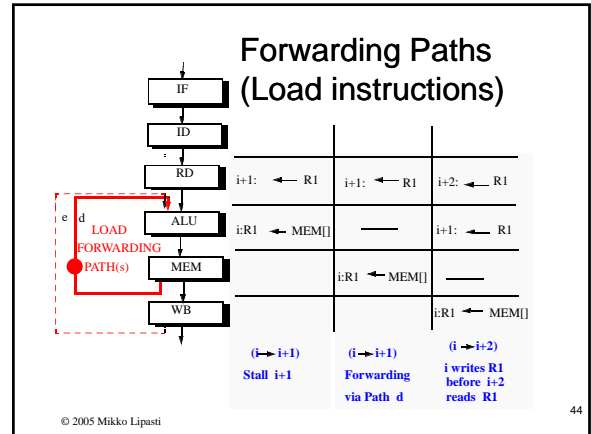 Forwarding Paths
(Load instructions)
IF
ID
RD
i+1: ← R1
i+1: ← R1
i+2: ← R1
e d
ALU
LOAD
FORWARDING
PATH(s)
i:R1 ← MEM[]
i+1: ← R1
MEM
i:R1 ← MEM[]
WB
i:R1 ← MEM[]
(i→i+1)
Stall i+1
(i→i+1)
Forwarding
via Path d
(i→i+2)
i writes R1
before i+2
reads R1
© 2005 Mikko Lipasti
44